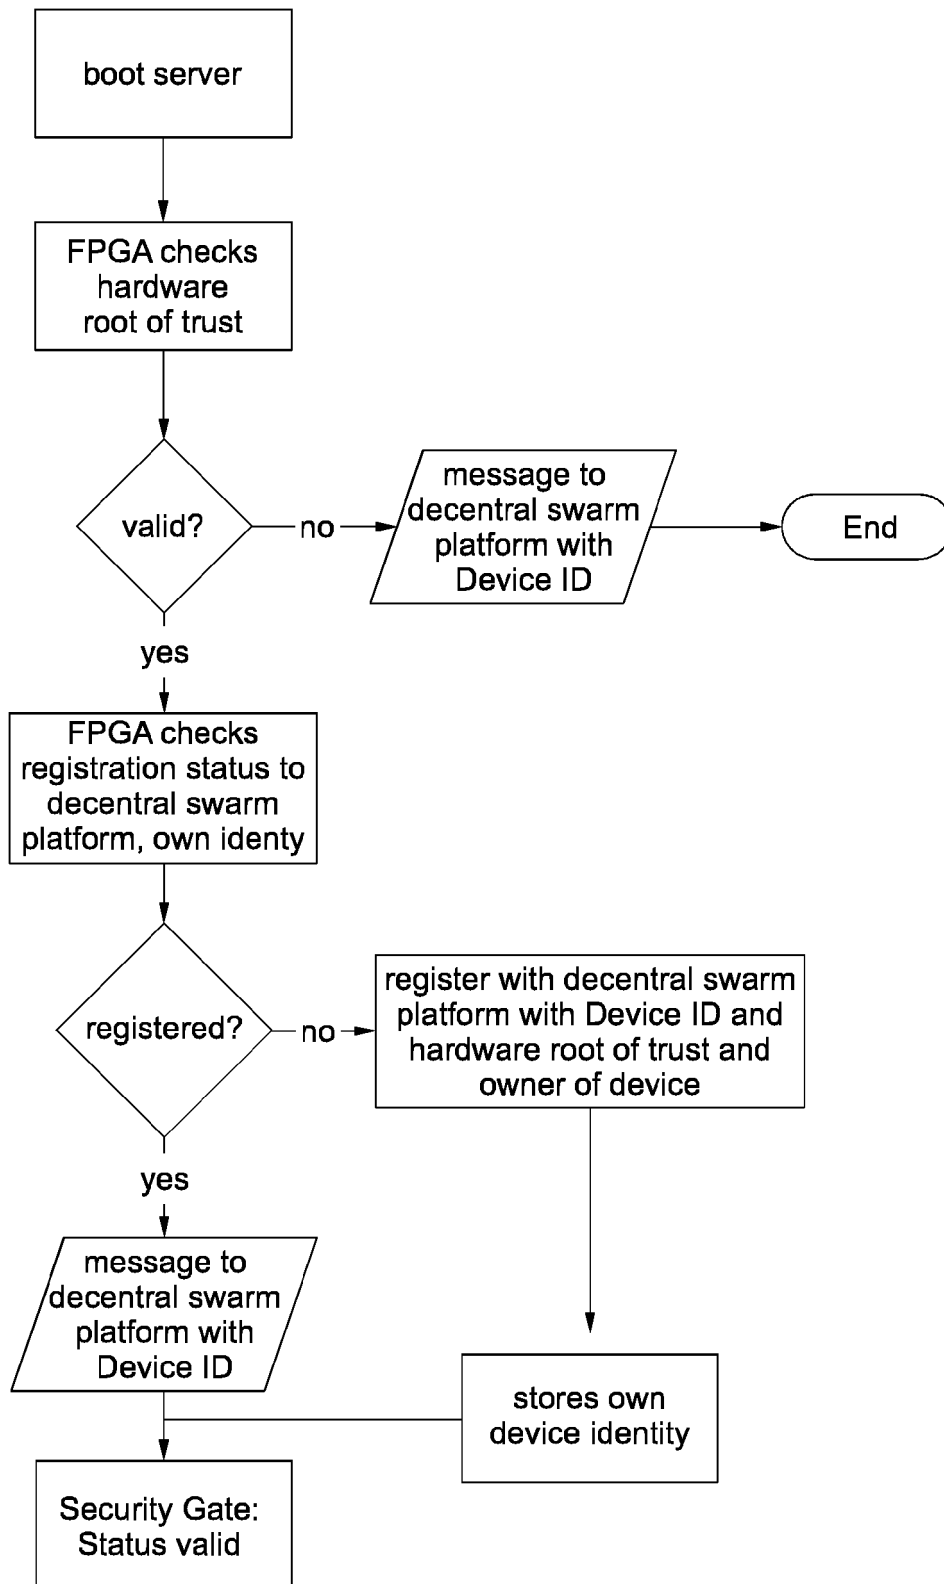 boot server
FPGA checks
hardware
root of trust
valid?
no
message to
decentral swarm
platform with
Device ID
End
yes
FPGA checks
registration status to
decentral swarm
platform, own identy
registered?
no
register with decentral swarm
platform with Device ID and
hardware root of trust and
owner of device
yes
message to
decentral swarm
platform with
Device ID
stores own
device identity
Security Gate:
Status valid